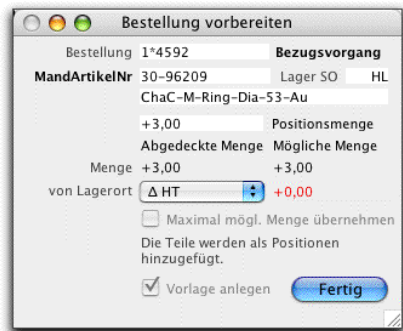 Bestellung vorbereiten
Bestellung 1*4592 Bezugsvorgang
MandArtikelNr 30-96209 Lager SO HL
ChaC-M-Ring-Dia-53-Au
+3,00 Positionsmenge
Abgedeckte Menge Mögliche Menge
Menge +3,00 +3,00
von Lagerort Δ HT +0,00
Maximal mögl. Menge übernehmen
Die Teile werden als Positionen
hinzugefügt.
Vorlage anlegen Fertig